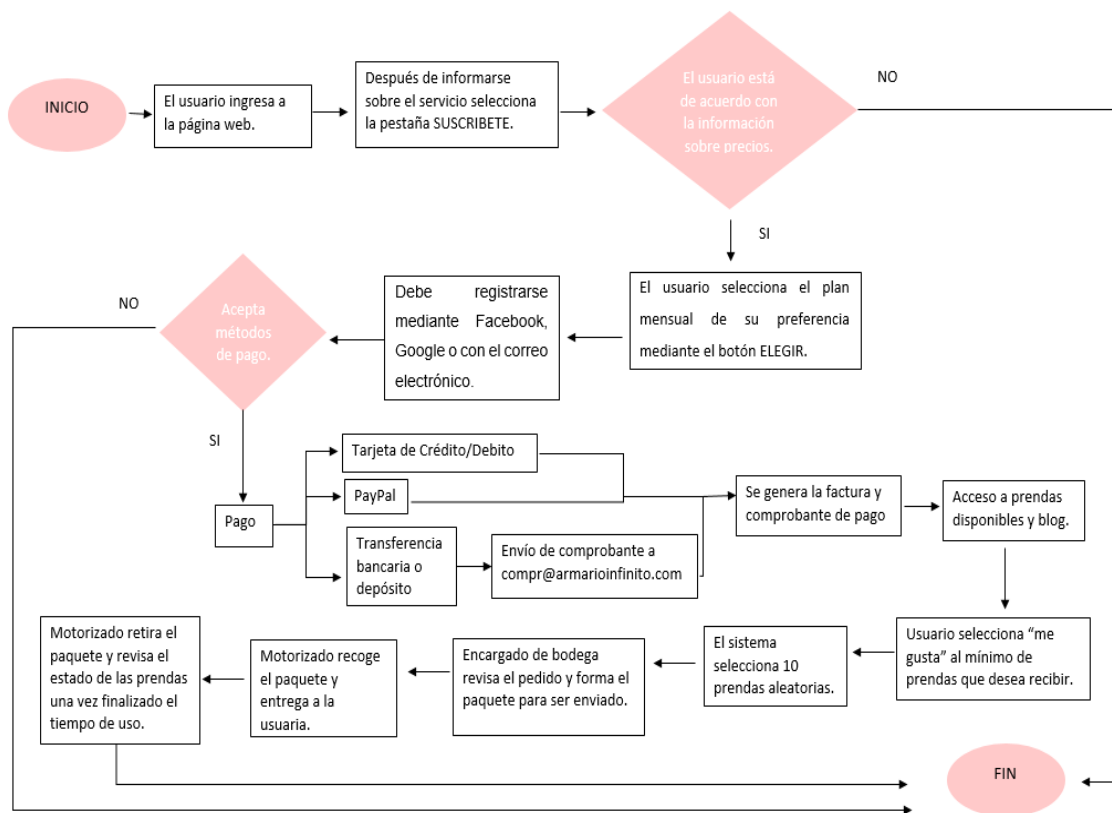 INICIO
El usuario ingresa a
la página web.
Después de informarse
sobre el servicio selecciona
la pestaña SUSCRIBETE.
El usuario está
de acuerdo con
la información
sobre precios.
NO
SI
El usuario selecciona el plan
mensual de su preferencia
mediante el botón ELEGIR.
Debe registrarse
mediante Facebook,
Google o con el correo
electrónico.
Acepta
métodos
de pago.
NO
SI
Pago
Tarjeta de Crédito/Debito
PayPal
Transferencia
bancaria o
depósito
Envío de comprobante a
compr@armarioinfinito.com
Se genera la factura y
comprobante de pago
Acceso a prendas
disponibles y blog.
Usuario selecciona “me
gusta” al mínimo de
prendas que desea recibir.
El sistema
selecciona 10
prendas aleatorias.
Encargado de bodega
revisa el pedido y forma el
paquete para ser enviado.
Motorizado recoge
el paquete y
entrega a la
usuaria.
Motorizado retira el
paquete y revisa el
estado de las prendas
una vez finalizado el
tiempo de uso.
FIN